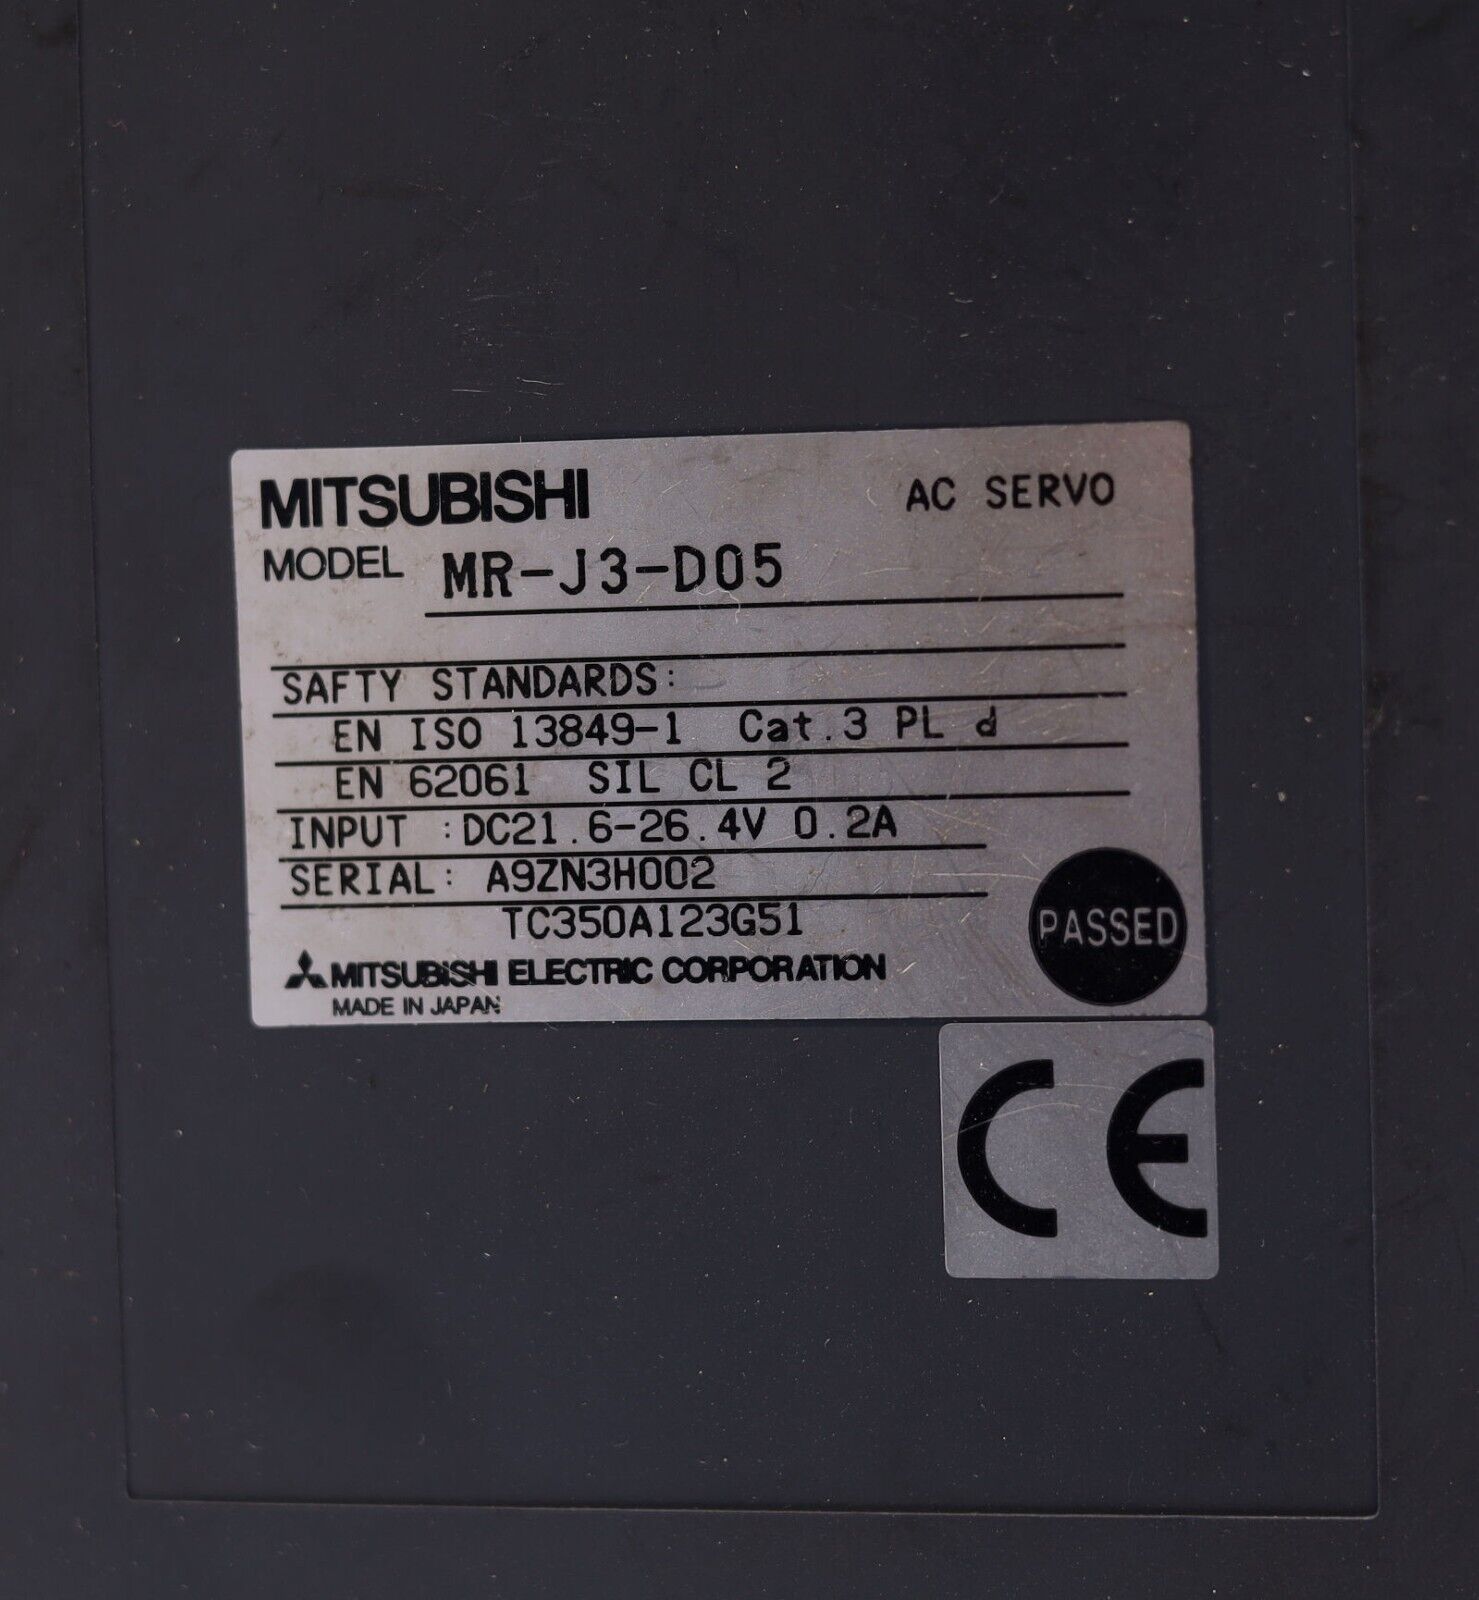 MITSUBISHI AC SERVO
MODEL MR-J3-D05
SAFTY STANDARDS:
EN ISO 13849-1 Cat.3 PL d
EN 62061 SIL CL 2
INPUT :DC21.6-26.4V 0.2A
SERIAL: A9ZN3H002
TC350A123G51
PASSED
MITSUBISHI ELECTRIC CORPORATION
MADE IN JAPAN
CE